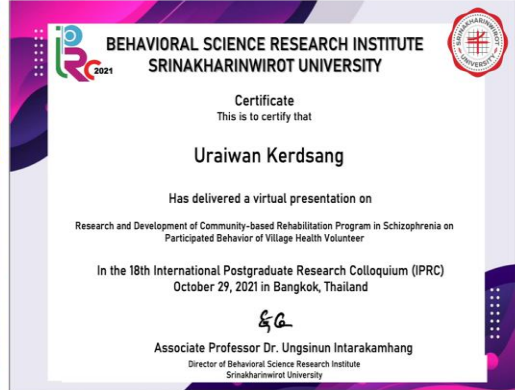 iPRC 2021
BEHAVIORAL SCIENCE RESEARCH INSTITUTE
SRINAKHARINWIROT UNIVERSITY
SRINAKHARINWIROT
UNIVERSITY
Certificate
This is to certify that
Uraiwan Kerdsang
Has delivered a virtual presentation on
Research and Development of Community-based Rehabilitation Program in Schizophrenia on
Participated Behavior of Village Health Volunteer
In the 18th International Postgraduate Research Colloquium (IPRC)
October 29, 2021 in Bangkok, Thailand
Associate Professor Dr. Ungsinun Intarakamhang
Director of Behavioral Science Research Institute
Srinakharinwirot University